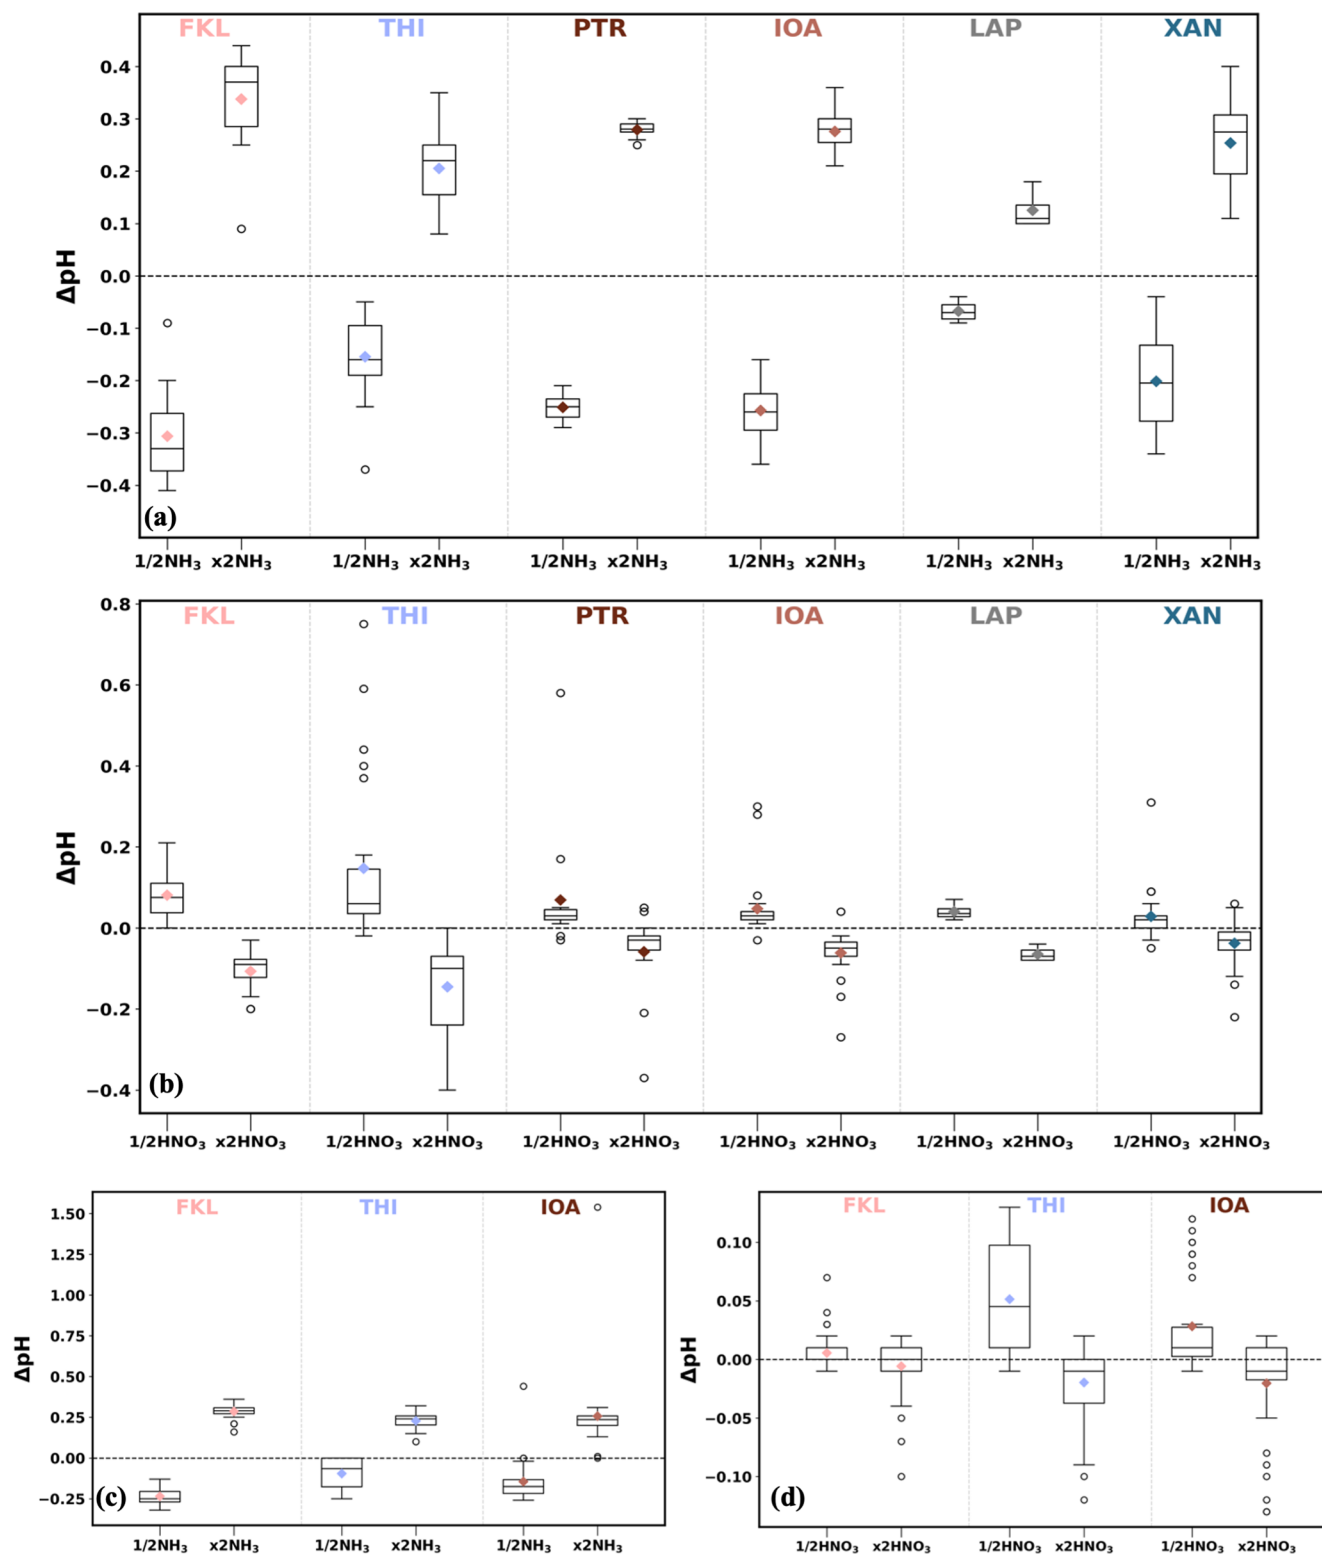 FKL THI PTR IOA LAP XAN
0.4
0.3
0.2
0.1
0.0
−0.1
−0.2
−0.3
−0.4
ΔpH
(a)
1/2NH₃ x2NH₃ 1/2NH₃ x2NH₃ 1/2NH₃ x2NH₃ 1/2NH₃ x2NH₃ 1/2NH₃ x2NH₃ 1/2NH₃ x2NH₃
FKL THI PTR IOA LAP XAN
0.8
0.6
0.4
0.2
0.0
−0.2
−0.4
ΔpH
(b)
1/2HNO₃ x2HNO₃ 1/2HNO₃ x2HNO₃ 1/2HNO₃ x2HNO₃ 1/2HNO₃ x2HNO₃ 1/2HNO₃ x2HNO₃ 1/2HNO₃ x2HNO₃
FKL THI IOA
1.50
1.25
1.00
0.75
0.50
0.25
0.00
−0.25
ΔpH
(c)
1/2NH₃ x2NH₃ 1/2NH₃ x2NH₃ 1/2NH₃ x2NH₃
FKL THI IOA
0.10
0.05
0.00
−0.05
−0.10
ΔpH
(d)
1/2HNO₃ x2HNO₃ 1/2HNO₃ x2HNO₃ 1/2HNO₃ x2HNO₃